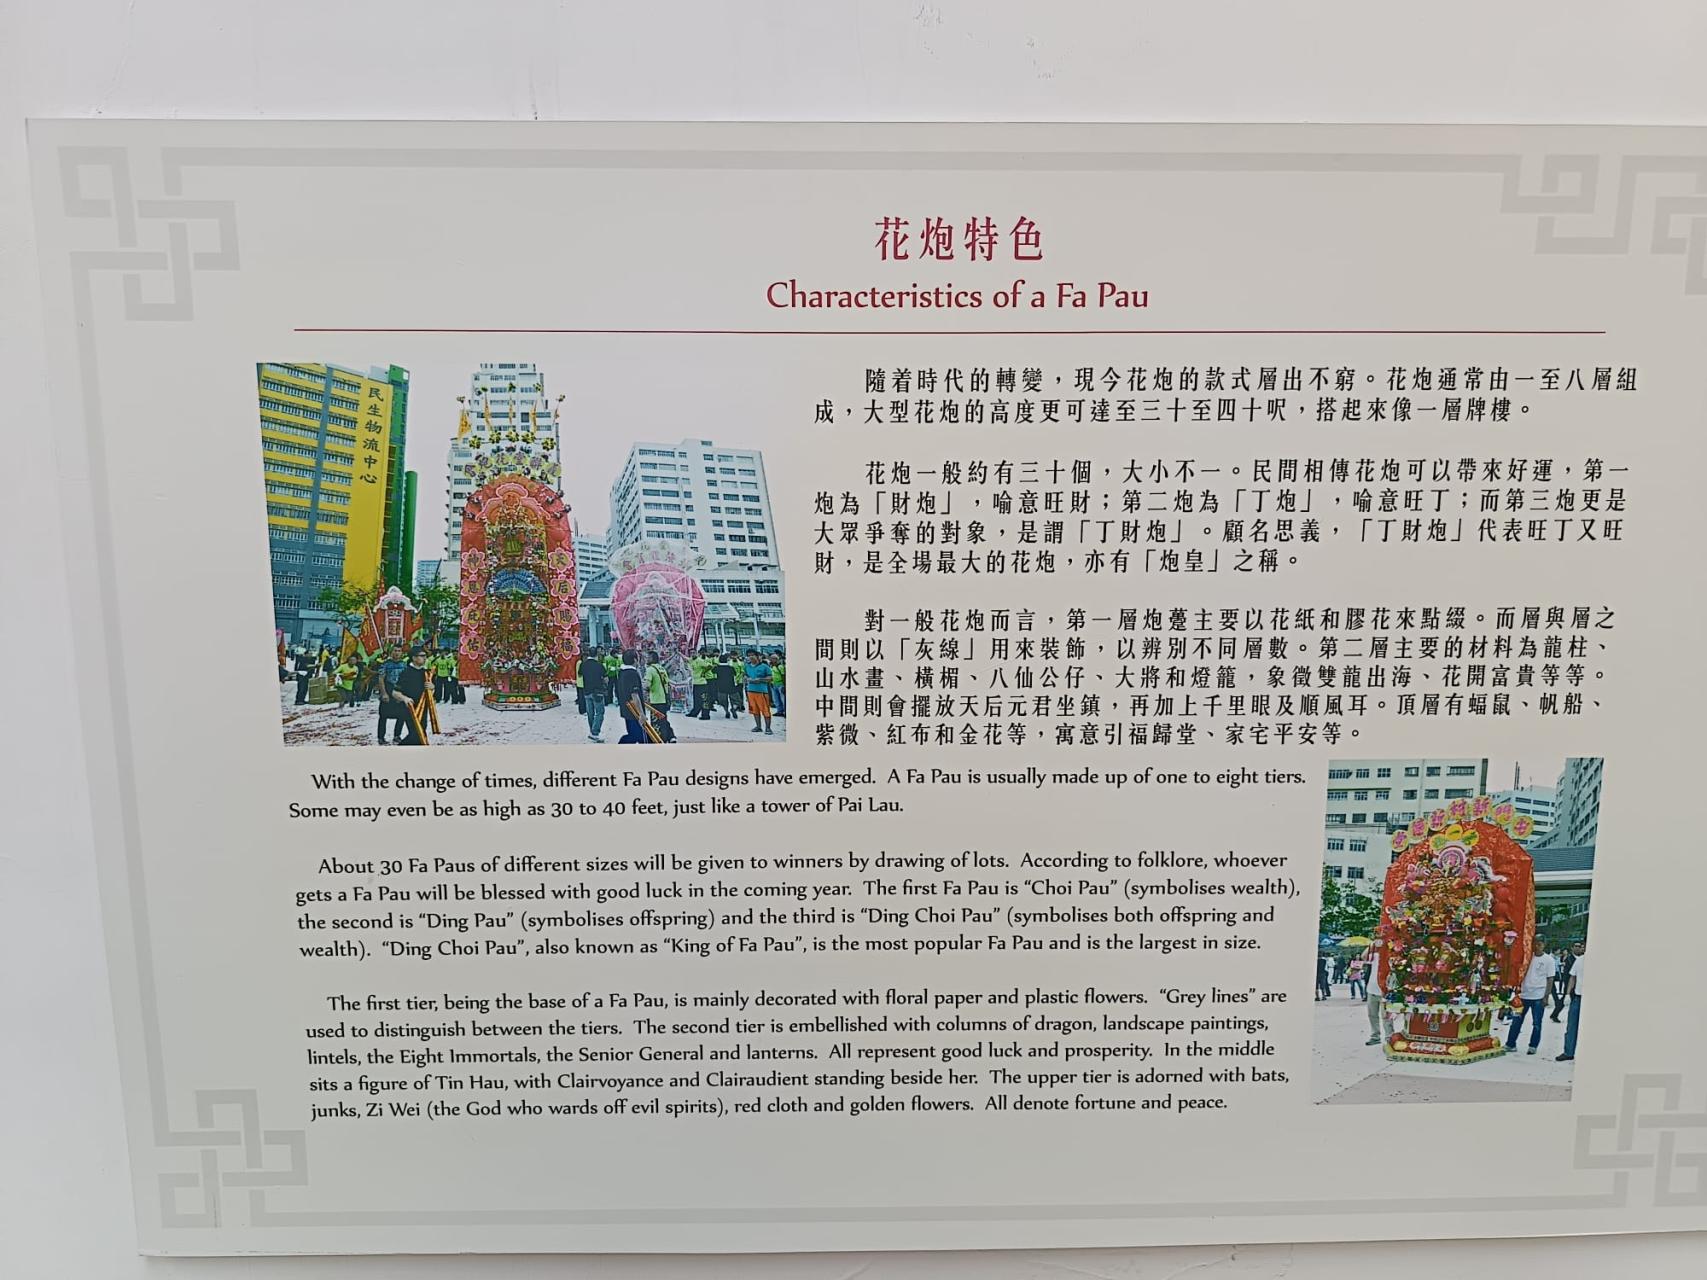 花炮特色
Characteristics of a Fa Pau
民生物流中心
隨着時代的轉變，現今花炮的款式層出不窮。花炮通常由一至八層組
成，大型花炮的高度更可達至三十至四十呎，搭起來像一層牌樓。
花炮一般約有三十個，大小不一。民間相傳花炮可以帶來好運，第一
炮為「財炮」，喻意旺財；第二炮為「丁炮」，喻意旺丁；而第三炮更是
大眾爭奪的對象，是謂「丁財炮」。顧名思義，「丁財炮」代表旺丁又旺
財，是全場最大的花炮，亦有「炮皇」之稱。
對一般花炮而言，第一層炮躉主要以花紙和膠花來點綴。而層與層之
間則以「灰線」用來裝飾，以辨別不同層數。第二層主要的材料為龍柱、
山水畫、橫楣、八仙公仔、大將和燈籠，象徵雙龍出海、花開富貴等等。
中間則會擺放天后元君坐鎮，再加上千里眼及順風耳。頂層有蝠鼠、帆船、
紫微、紅布和金花等，寓意引福歸堂、家宅平安等。
With the change of times, different Fa Pau designs have emerged. A Fa Pau is usually made up of one to eight tiers.
Some may even be as high as 30 to 40 feet, just like a tower of Pai Lau.
About 30 Fa Paus of different sizes will be given to winners by drawing of lots. According to folklore, whoever
gets a Fa Pau will be blessed with good luck in the coming year. The first Fa Pau is “Choi Pau” (symbolises wealth),
the second is “Ding Pau” (symbolises offspring) and the third is “Ding Choi Pau” (symbolises both offspring and
wealth). “Ding Choi Pau”, also known as “King of Fa Pau”, is the most popular Fa Pau and is the largest in size.
The first tier, being the base of a Fa Pau, is mainly decorated with floral paper and plastic flowers. “Grey lines” are
used to distinguish between the tiers. The second tier is embellished with columns of dragon, landscape paintings,
lintels, the Eight Immortals, the Senior General and lanterns. All represent good luck and prosperity. In the middle
sits a figure of Tin Hau, with Clairvoyance and Clairaudient standing beside her. The upper tier is adorned with bats,
junks, Zi Wei (the God who wards off evil spirits), red cloth and golden flowers. All denote fortune and peace.